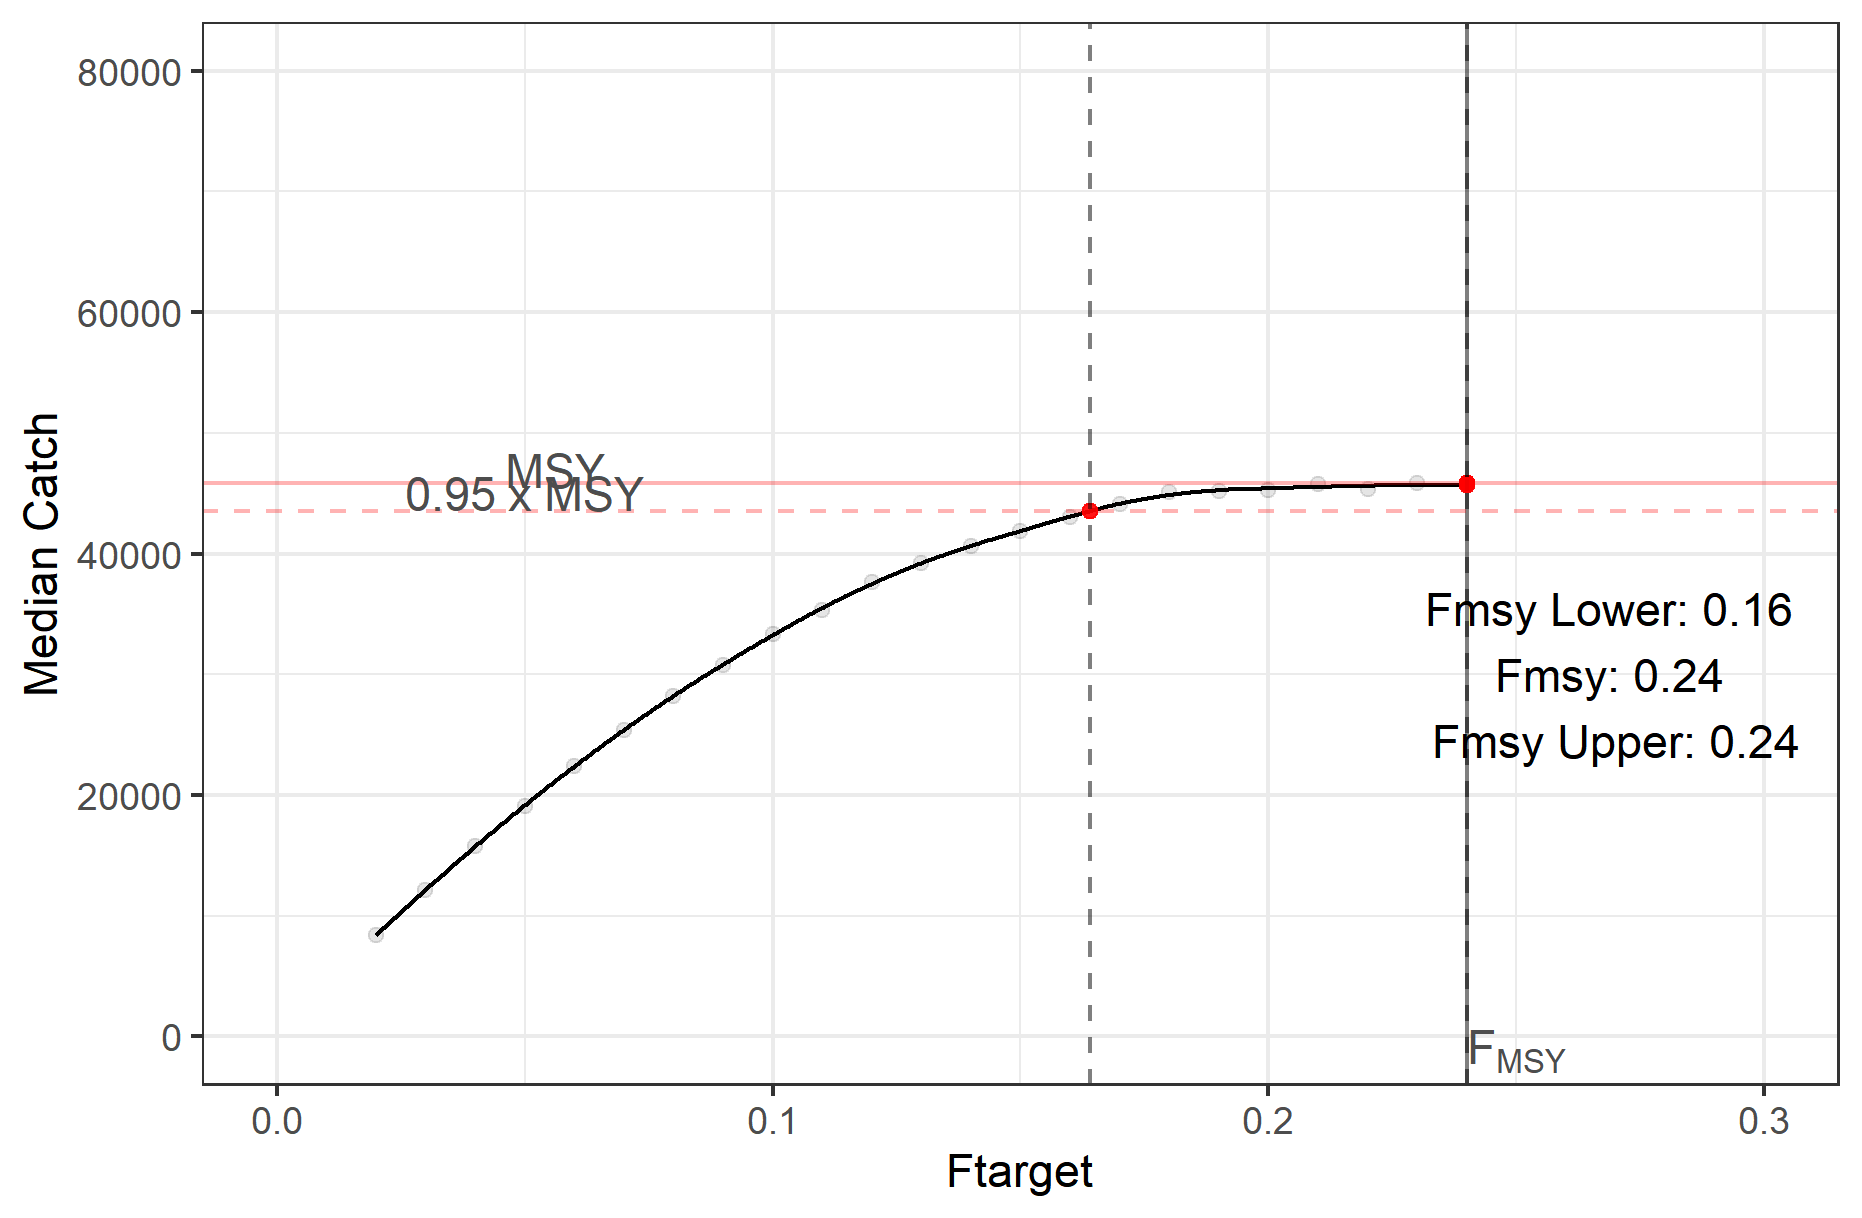 80000
60000
40000
20000
0
Median Catch
MSY
0.95 x MSY
Fmsy Lower: 0.16
Fmsy: 0.24
Fmsy Upper: 0.24
FMSY
0.0 0.1 0.2 0.3
Ftarget